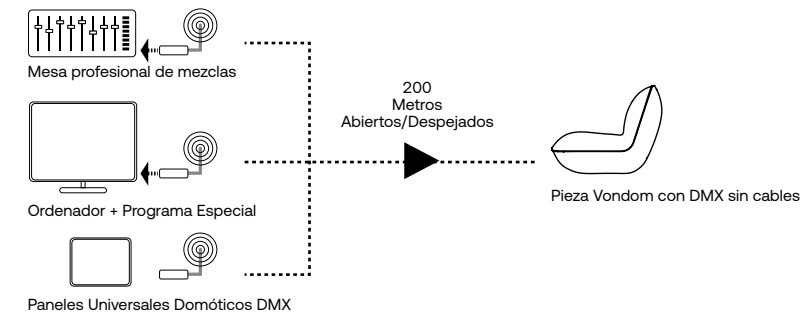 Mesa profesional de mezclas
200
Metros
Abiertos/Despejados
Ordenador + Programa Especial
Pieza Vondom con DMX sin cables
Paneles Universales Domóticos DMX